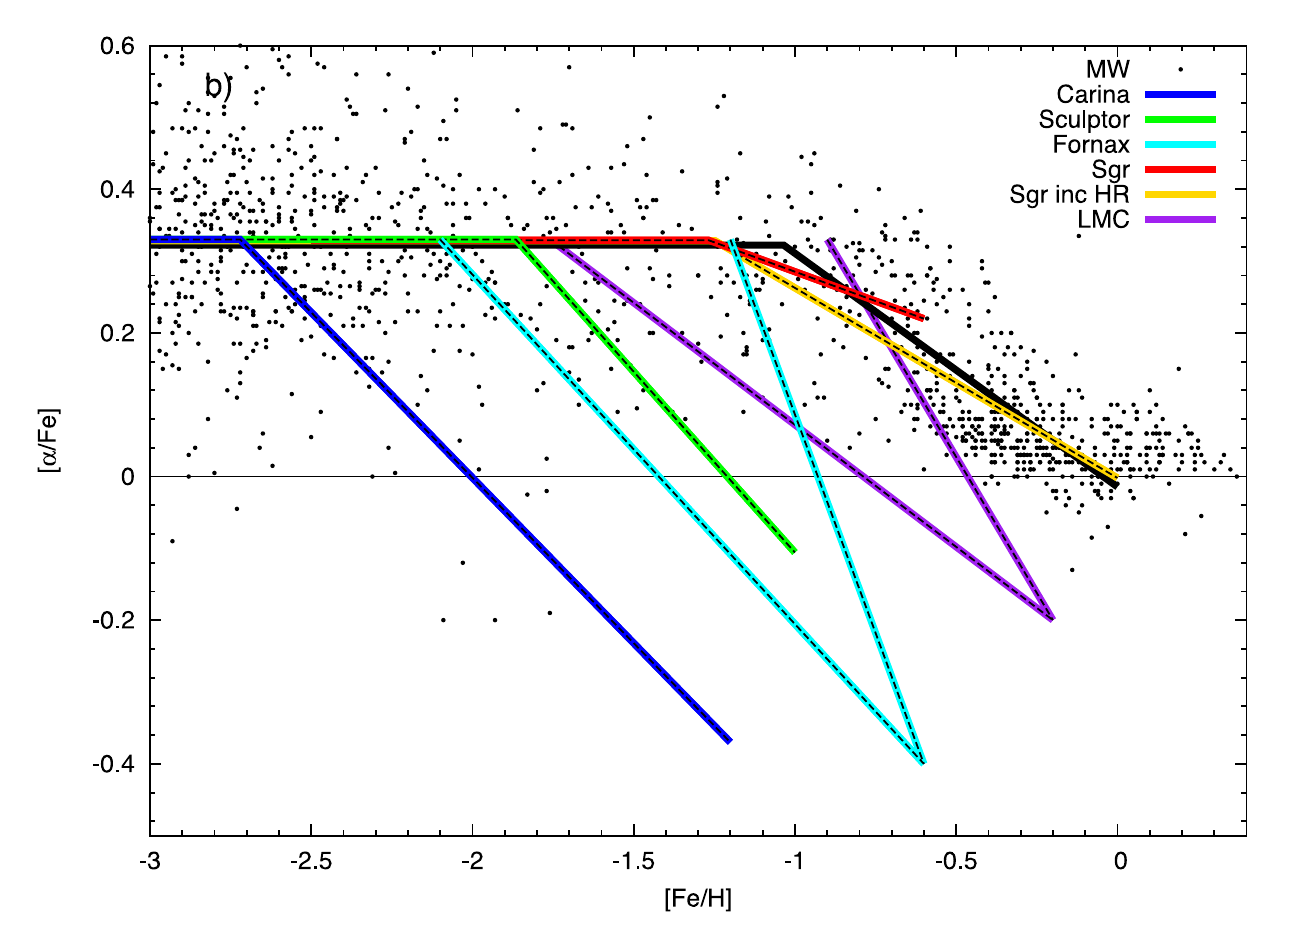 b)
MW
Carina
Sculptor
Fornax
Sgr
Sgr inc HR
LMC
0.6
0.4
0.2
0
-0.2
-0.4
[α/Fe]
-3 -2.5 -2 -1.5 -1 -0.5 0
[Fe/H]